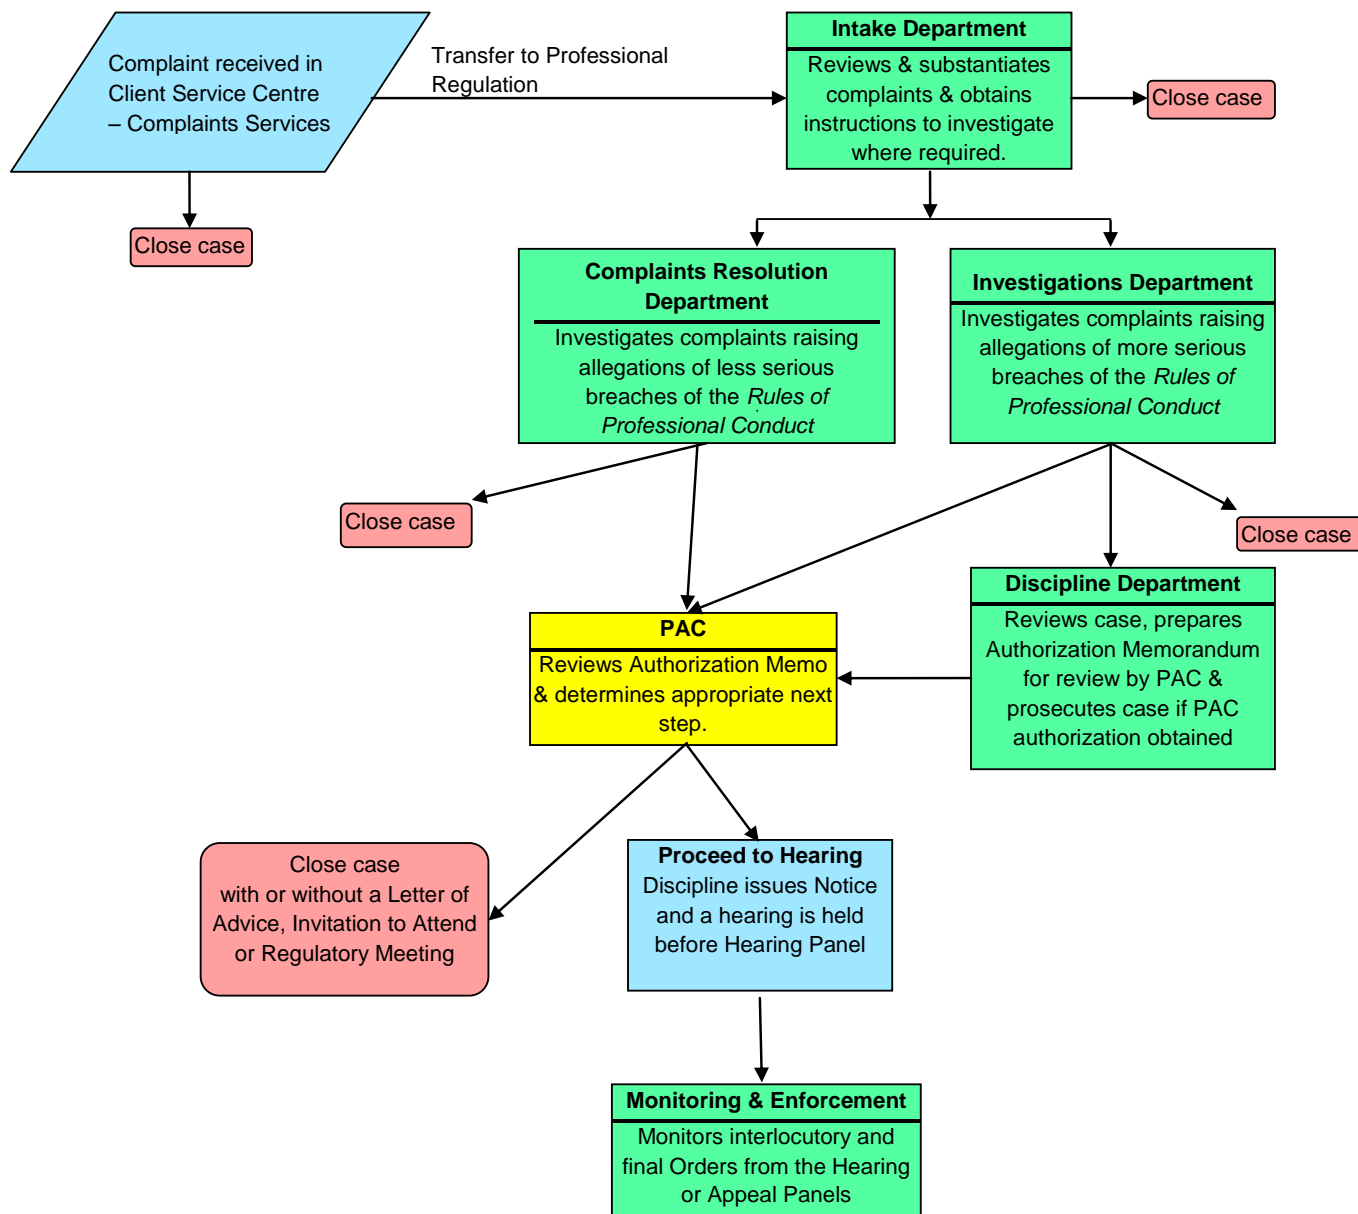 Complaint received in
Client Service Centre
– Complaints Services
Transfer to Professional
Regulation
Intake Department
Reviews & substantiates
complaints & obtains
instructions to investigate
where required.
Close case
Close case
Complaints Resolution
Department
Investigates complaints raising
allegations of less serious
breaches of the Rules of
Professional Conduct
Investigations Department
Investigates complaints raising
allegations of more serious
breaches of the Rules of
Professional Conduct
Close case
Close case
Discipline Department
Reviews case, prepares
Authorization Memorandum
for review by PAC &
prosecutes case if PAC
authorization obtained
PAC
Reviews Authorization Memo
& determines appropriate next
step.
Close case
with or without a Letter of
Advice, Invitation to Attend
or Regulatory Meeting
Proceed to Hearing
Discipline issues Notice
and a hearing is held
before Hearing Panel
Monitoring & Enforcement
Monitors interlocutory and
final Orders from the Hearing
or Appeal Panels